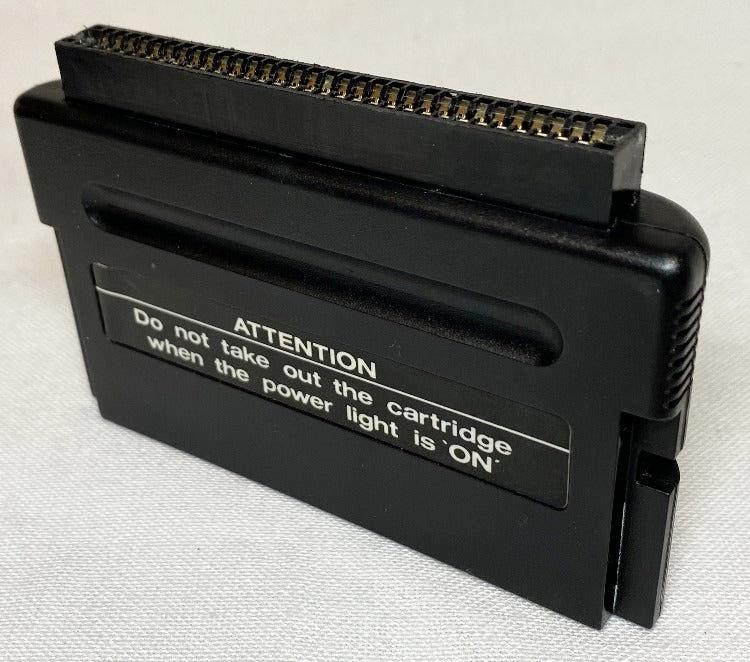 ATTENTION
Do not take out the cartridge
when the power light is 'ON'